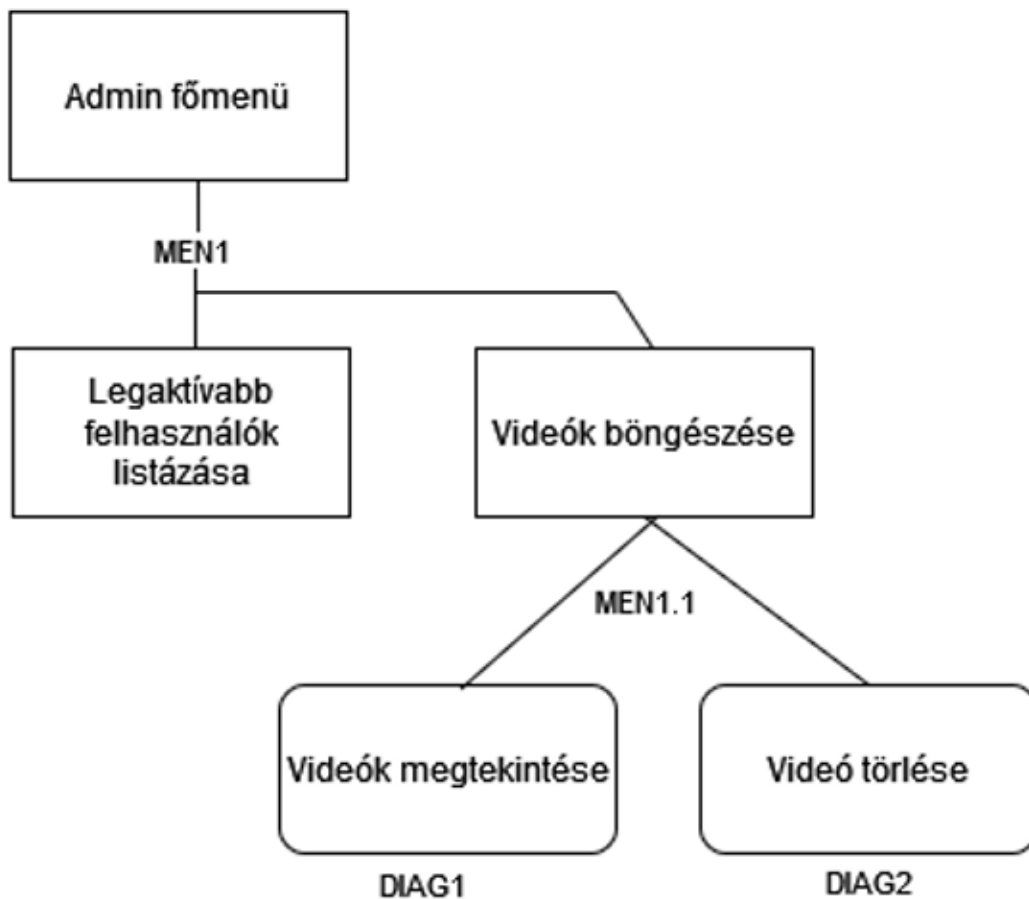 Admin főmenü
MEN1
Legaktívabb
felhasználók
listázása
Videók böngészése
MEN1.1
Videók megtekintése
Videó törlése
DIAG1
DIAG2